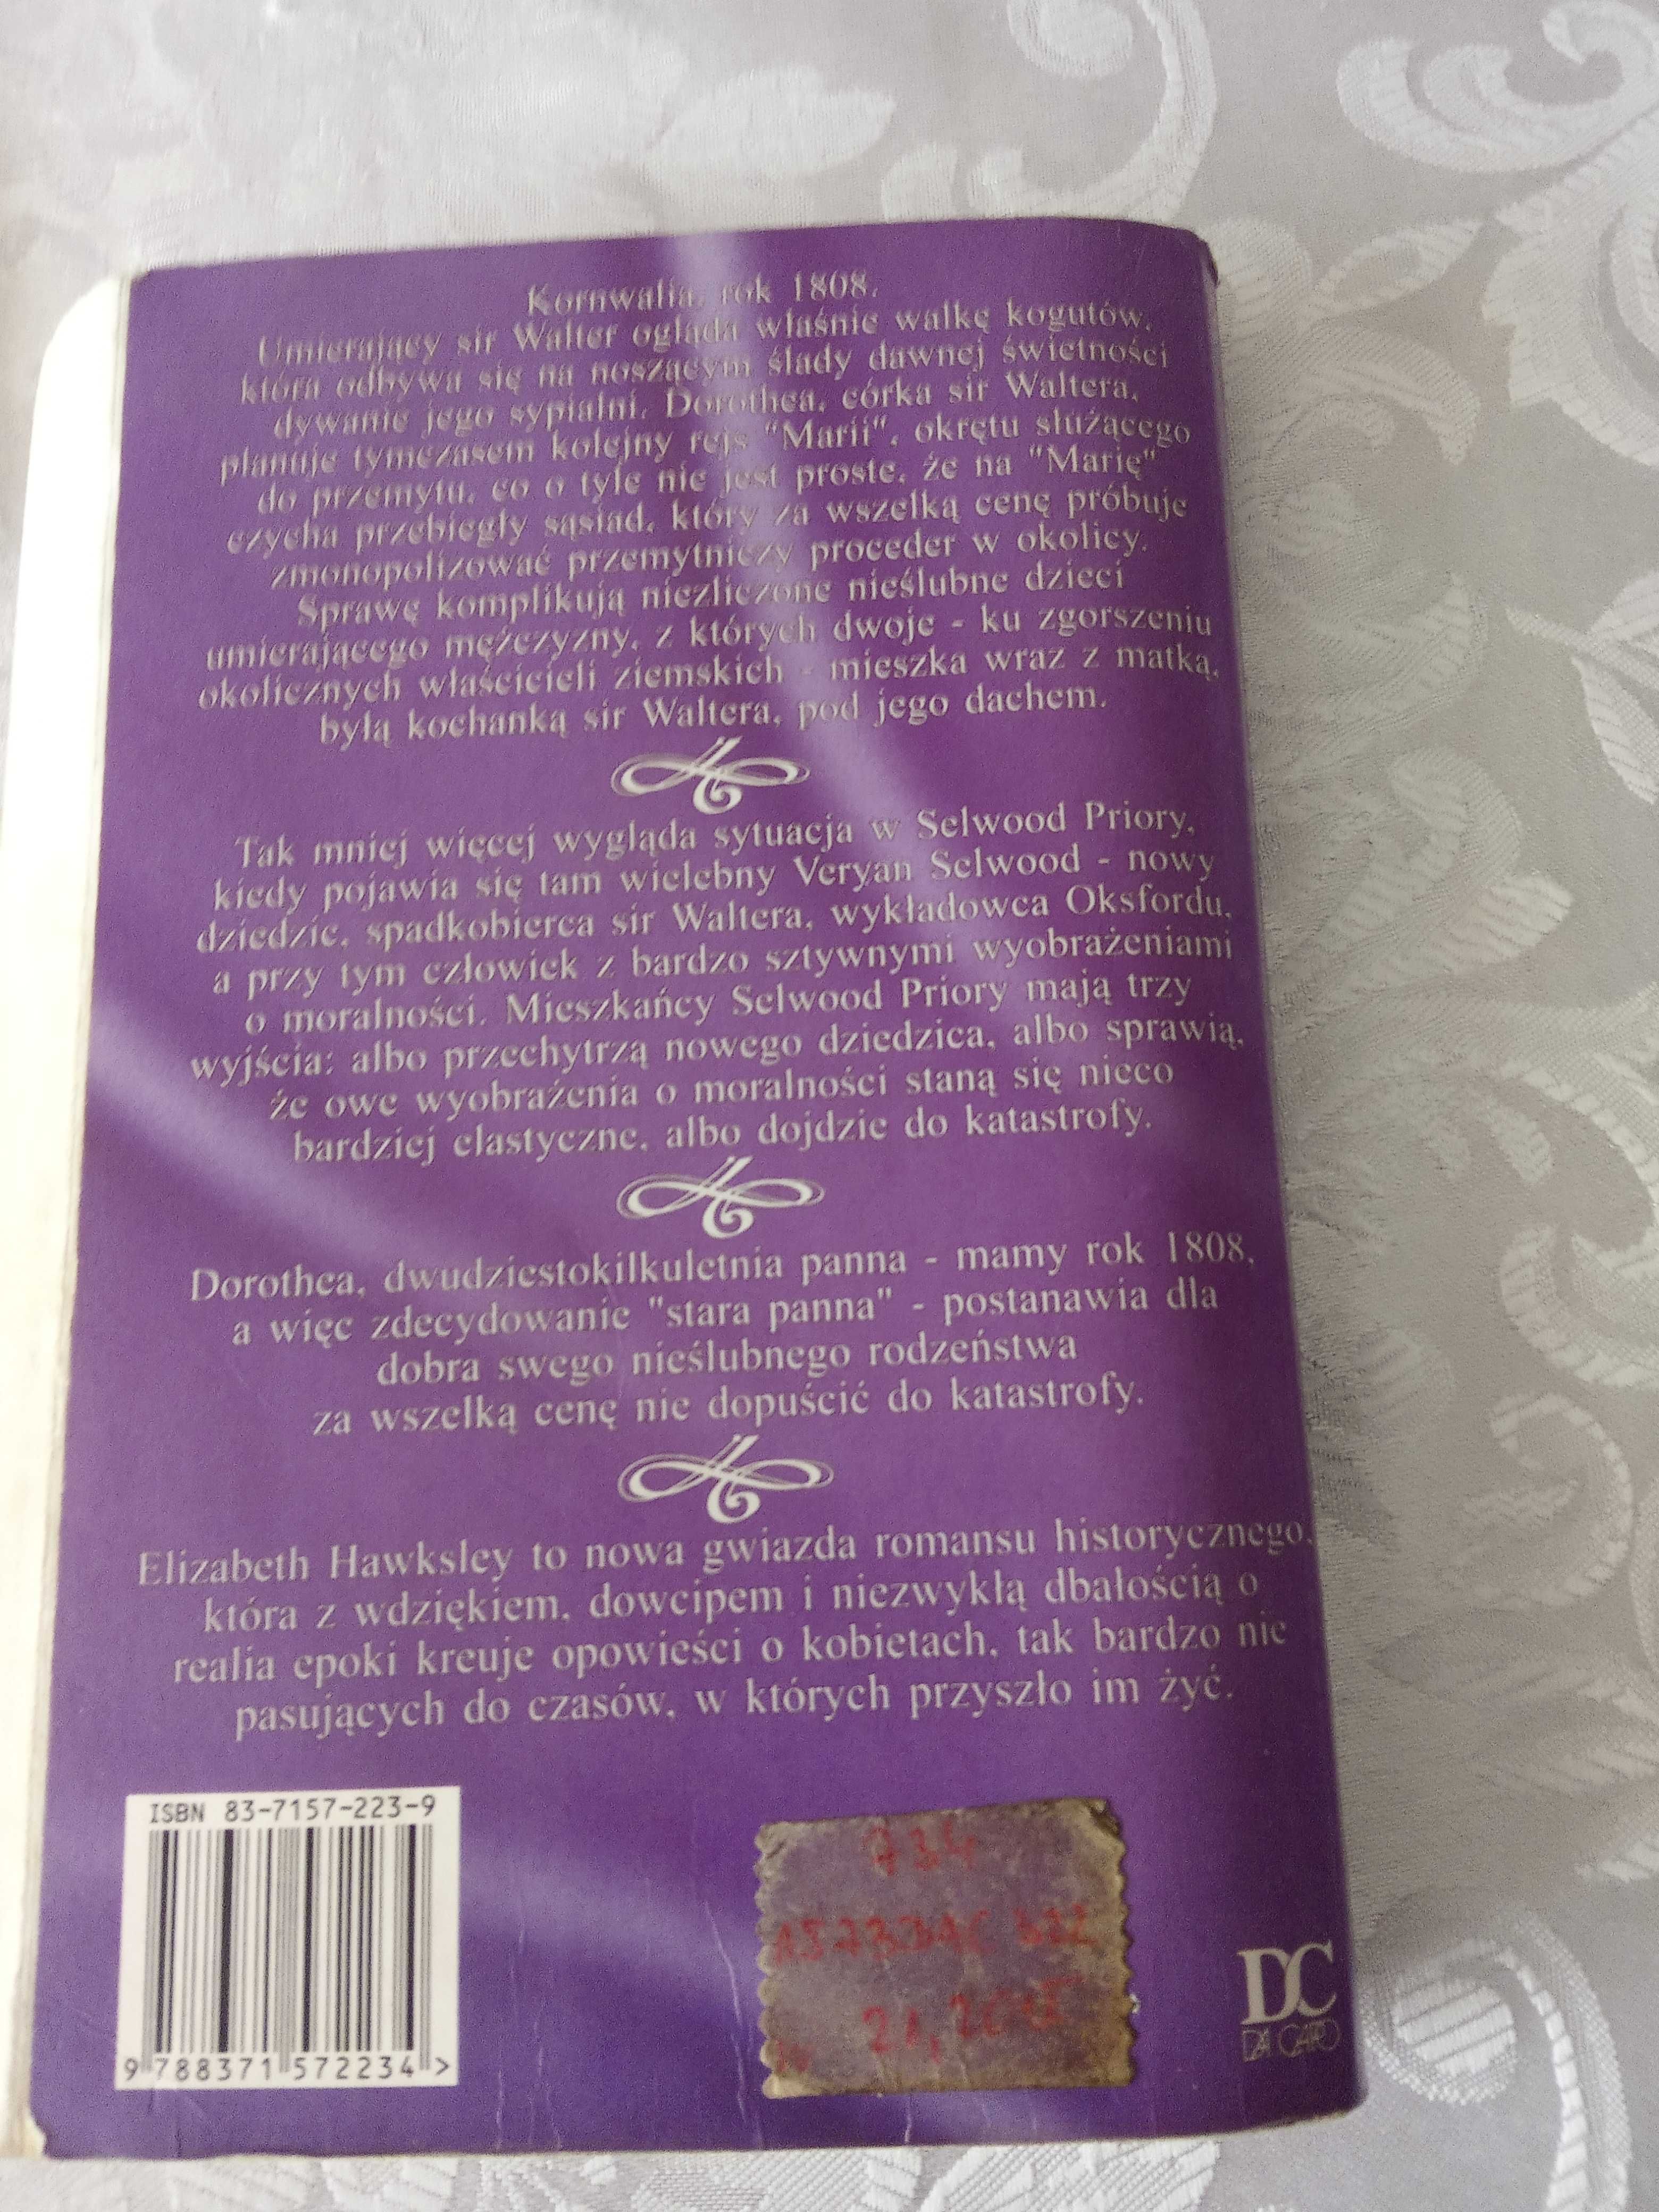 Kornwalia, rok 1808.
Umierający sir Walter ogląda właśnie walkę kogutów,
która odbywa się na noszącym ślady dawnej świetności
dywanie jego sypialni. Dorothea, córka sir Waltera,
planuje tymczasem kolejny rejs "Marii", okrętu służącego
do przemytu, co o tyle nie jest proste, że na "Marię"
czycha przebiegły sąsiad, który za wszelką cenę próbuje
zmonopolizować przemytniczy proceder w okolicy.
Sprawę komplikują niezliczone nieślubne dzieci
umierającego mężczyzny, z których dwoje - ku zgorszeniu
okolicznych właścicieli ziemskich - mieszka wraz z matką,
byłą kochanką sir Waltera, pod jego dachem.
Tak mniej więcej wygląda sytuacja w Selwood Priory,
kiedy pojawia się tam wielebny Veryan Selwood - nowy
dziedzic, spadkobierca sir Waltera, wykładowca Oksfordu,
a przy tym człowiek z bardzo sztywnymi wyobrażeniami
o moralności. Mieszkańcy Selwood Priory mają trzy
wyjścia: albo przechytrzą nowego dziedzica, albo sprawią,
że owe wyobrażenia o moralności staną się nieco
bardziej elastyczne, albo dojdzie do katastrofy.
Dorothea, dwudziestokilkuletnia panna - mamy rok 1808,
a więc zdecydowanie "stara panna" - postanawia dla
dobra swego nieślubnego rodzeństwa
za wszelką cenę nie dopuścić do katastrofy.
Elizabeth Hawksley to nowa gwiazda romansu historycznego,
która z wdziękiem, dowcipem i niezwykłą dbałością o
realia epoki kreuje opowieści o kobietach, tak bardzo nie
pasujących do czasów, w których przyszło im żyć.
ISBN 83-7157-223-9
9 788371 572234 >
734
DC
DA CAPO